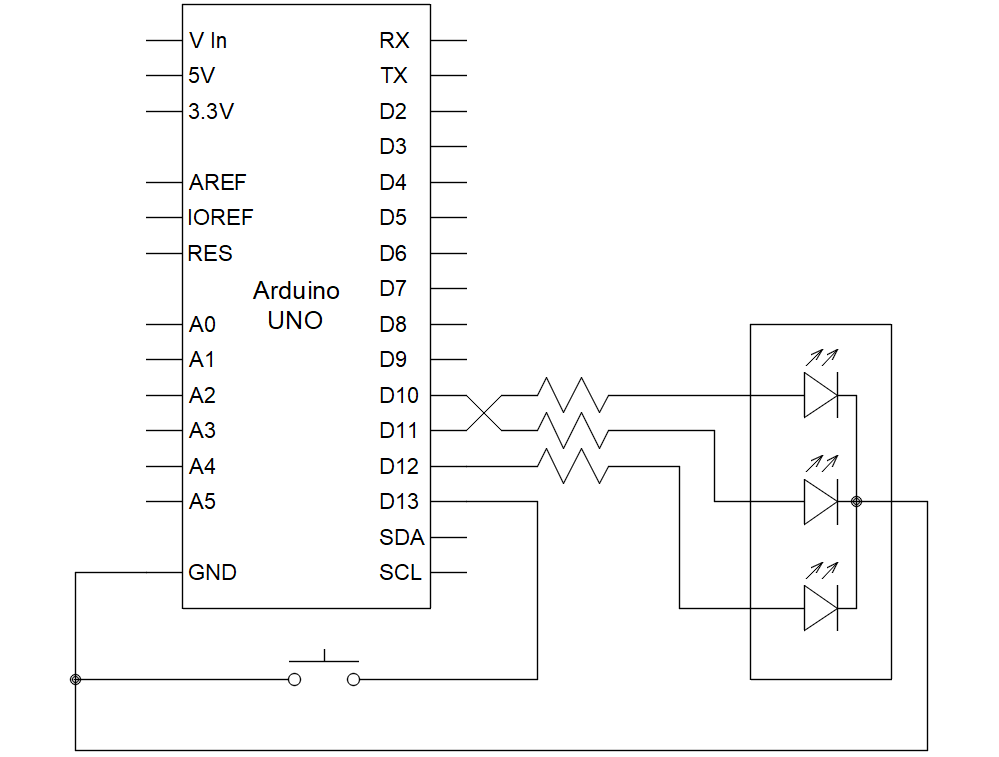 V In
5V
3.3V
AREF
IOREF
RES
A0
A1
A2
A3
A4
A5
GND
Arduino
UNO
RX
TX
D2
D3
D4
D5
D6
D7
D8
D9
D10
D11
D12
D13
SDA
SCL